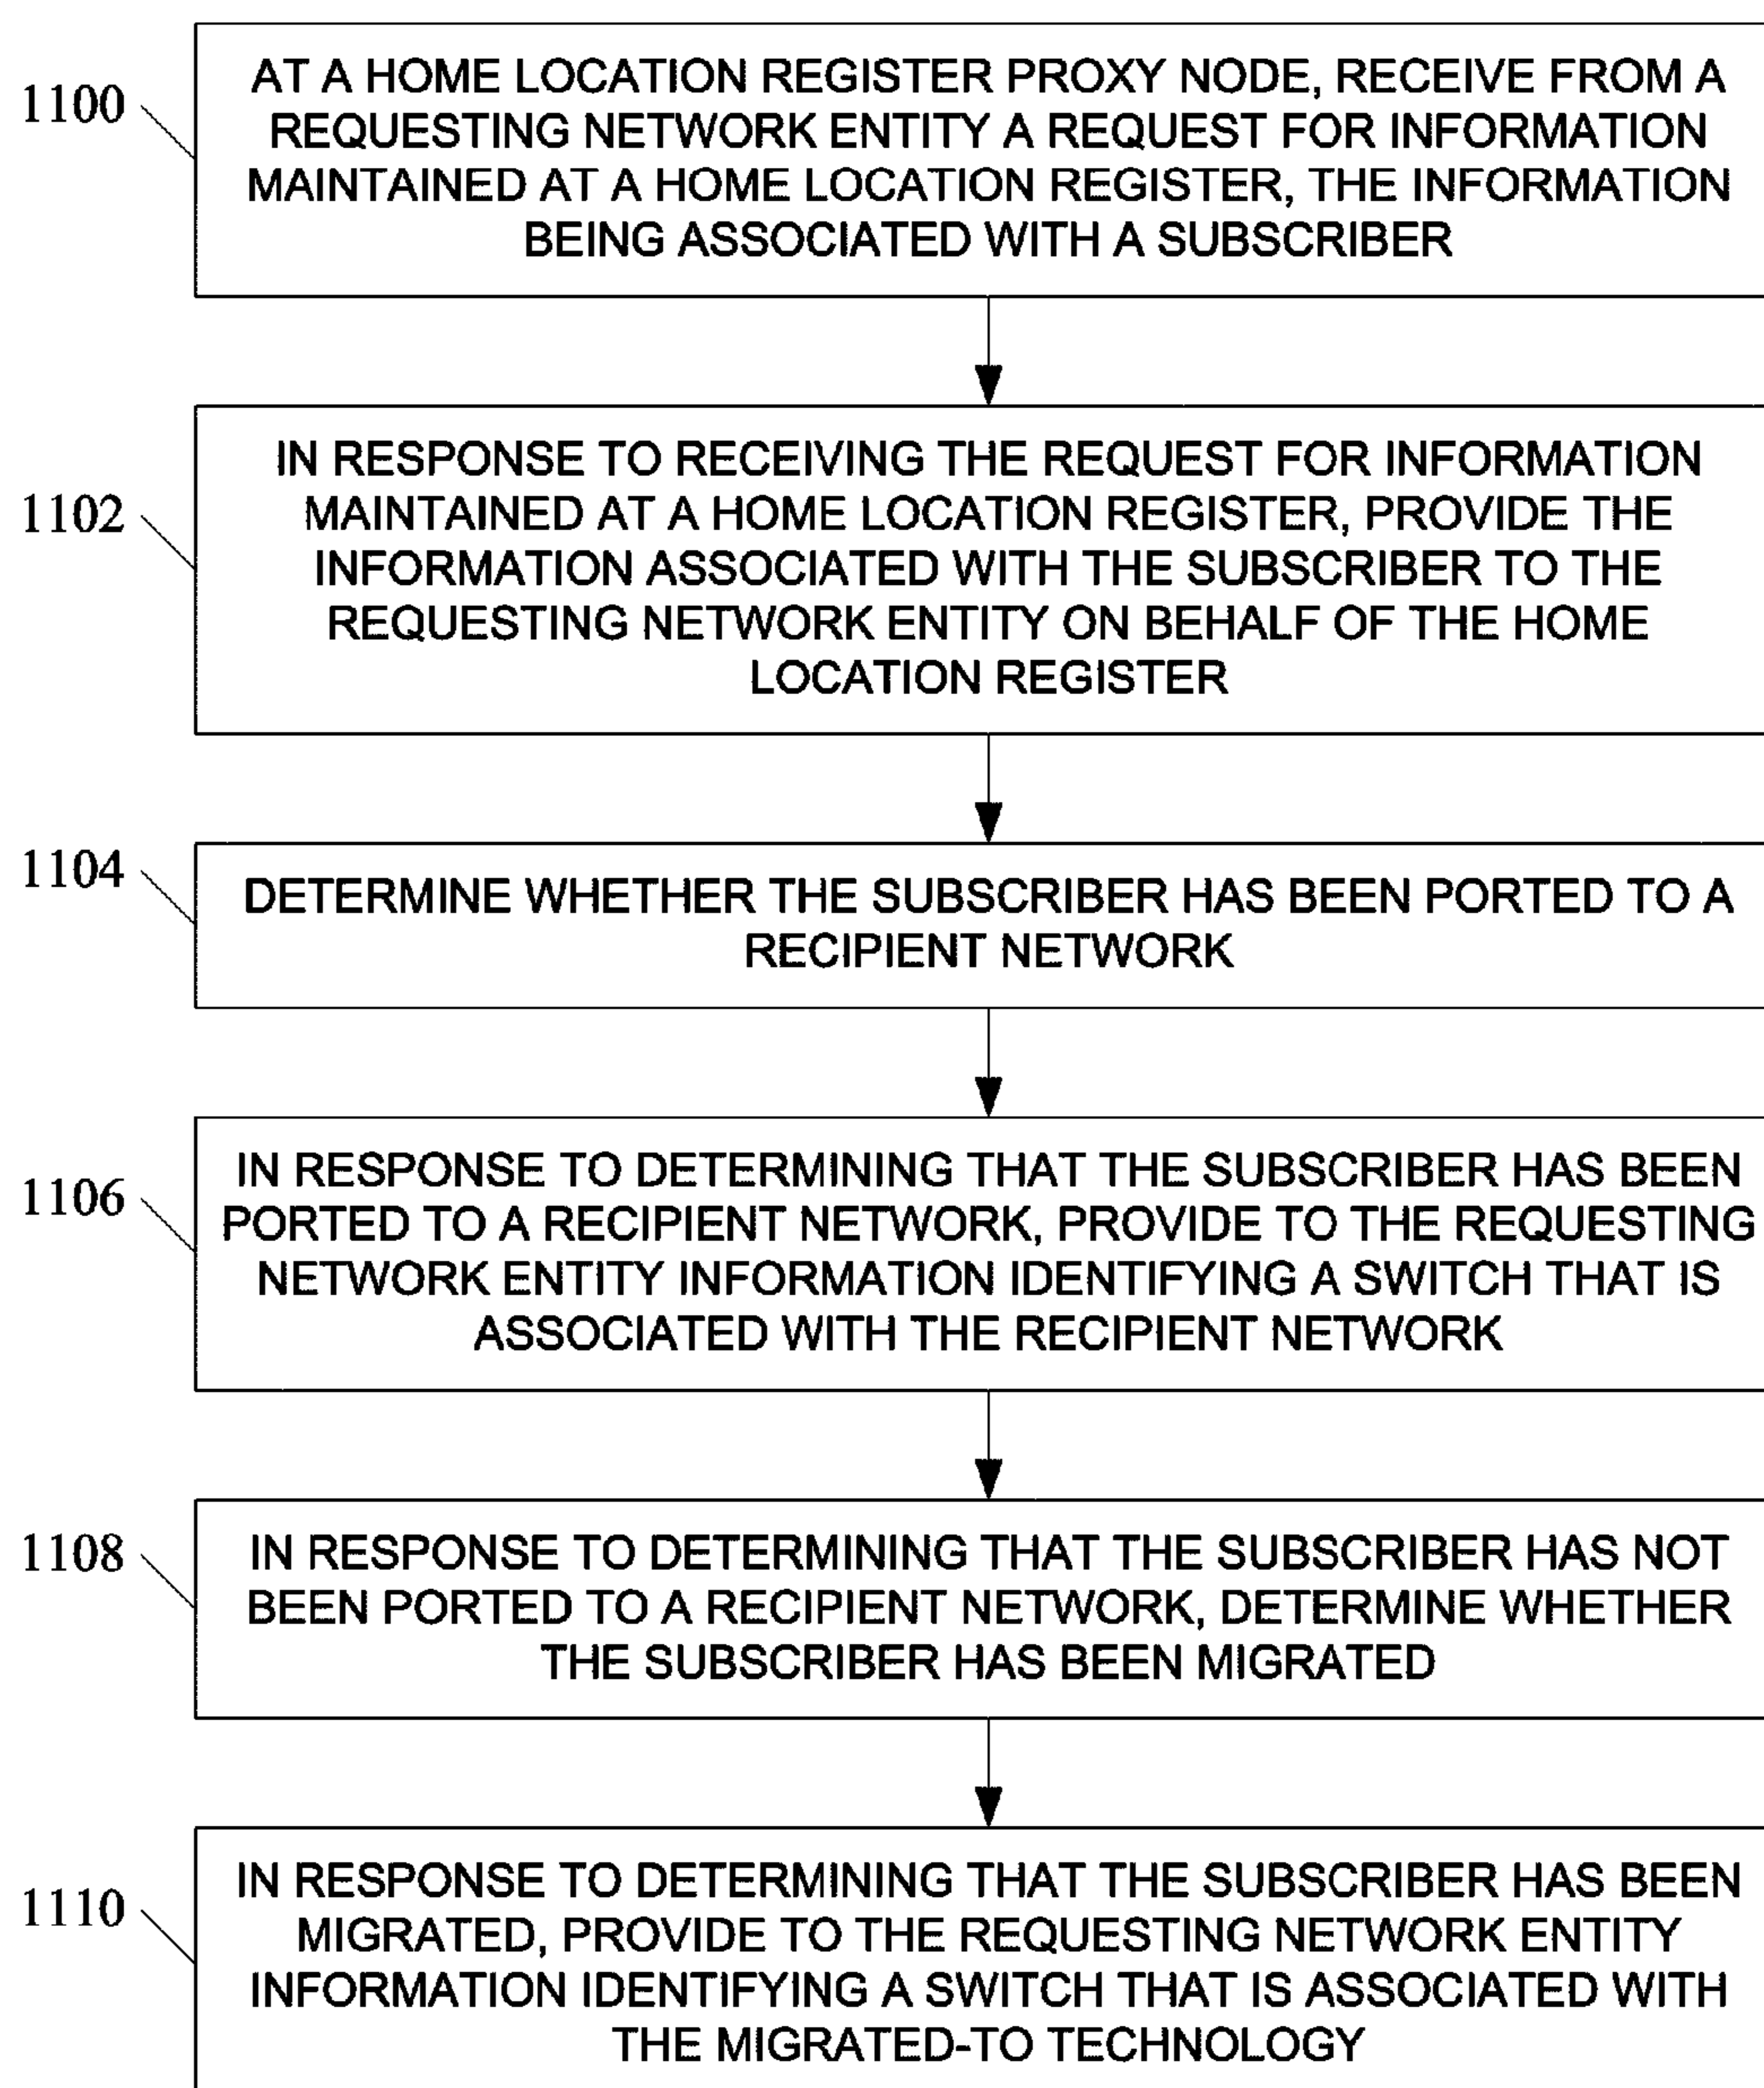 1100
AT A HOME LOCATION REGISTER PROXY NODE, RECEIVE FROM A
REQUESTING NETWORK ENTITY A REQUEST FOR INFORMATION
MAINTAINED AT A HOME LOCATION REGISTER, THE INFORMATION
BEING ASSOCIATED WITH A SUBSCRIBER
1102
IN RESPONSE TO RECEIVING THE REQUEST FOR INFORMATION
MAINTAINED AT A HOME LOCATION REGISTER, PROVIDE THE
INFORMATION ASSOCIATED WITH THE SUBSCRIBER TO THE
REQUESTING NETWORK ENTITY ON BEHALF OF THE HOME
LOCATION REGISTER
1104
DETERMINE WHETHER THE SUBSCRIBER HAS BEEN PORTED TO A
RECIPIENT NETWORK
1106
IN RESPONSE TO DETERMINING THAT THE SUBSCRIBER HAS BEEN
PORTED TO A RECIPIENT NETWORK, PROVIDE TO THE REQUESTING
NETWORK ENTITY INFORMATION IDENTIFYING A SWITCH THAT IS
ASSOCIATED WITH THE RECIPIENT NETWORK
1108
IN RESPONSE TO DETERMINING THAT THE SUBSCRIBER HAS NOT
BEEN PORTED TO A RECIPIENT NETWORK, DETERMINE WHETHER
THE SUBSCRIBER HAS BEEN MIGRATED
1110
IN RESPONSE TO DETERMINING THAT THE SUBSCRIBER HAS BEEN
MIGRATED, PROVIDE TO THE REQUESTING NETWORK ENTITY
INFORMATION IDENTIFYING A SWITCH THAT IS ASSOCIATED WITH
THE MIGRATED-TO TECHNOLOGY